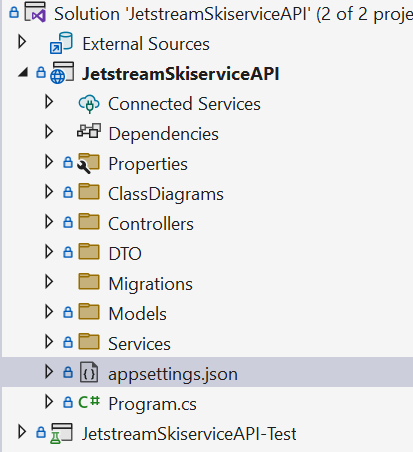 Solution 'JetstreamSkiserviceAPI' (2 of 2 proje
External Sources
JetstreamSkiserviceAPI
Connected Services
Dependencies
Properties
ClassDiagrams
Controllers
DTO
Migrations
Models
Services
appsettings.json
C# Program.cs
JetstreamSkiserviceAPI-Test